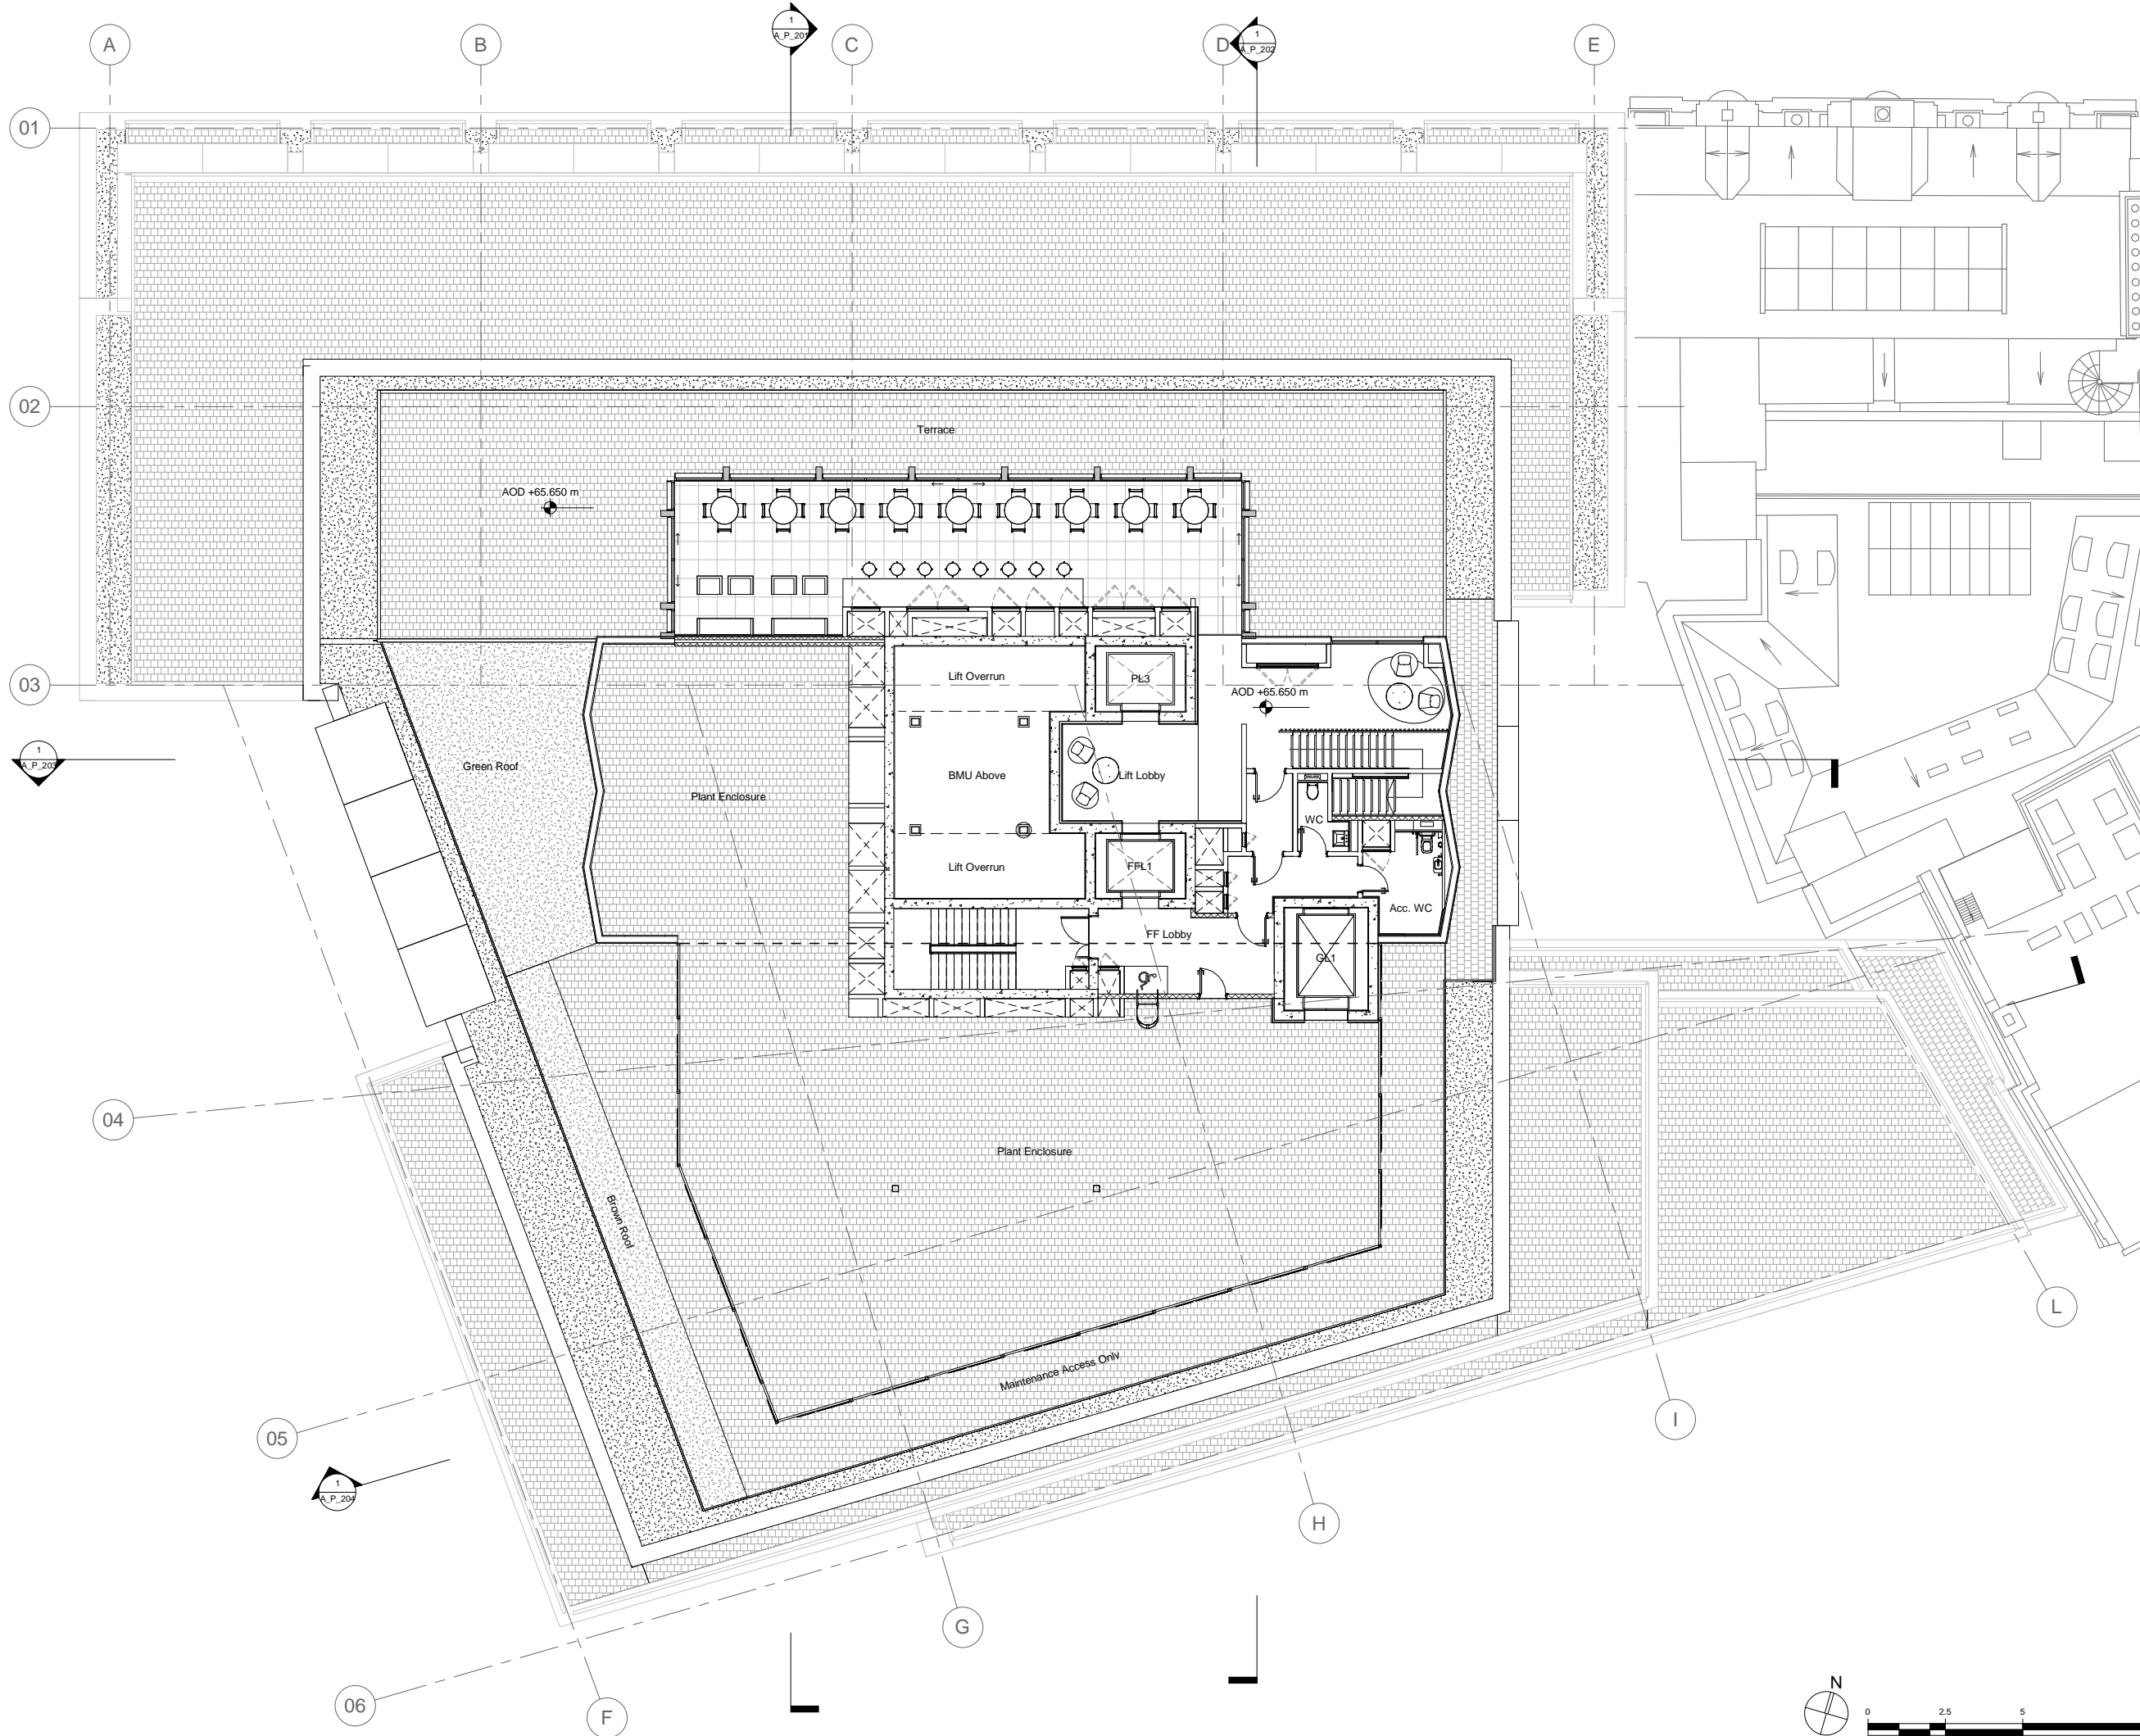 A
B
1
A_P_201
C
D
1
A_P_202
E
01
02
Terrace
AOD +65.650 m
03
Lift Overrun
PL3
AOD +65.650 m
1
A_P_203
Green Roof
Plant Enclosure
BMU Above
Lift Lobby
WC
Lift Overrun
FFL1
Acc. WC
FF Lobby
GL1
04
Plant Enclosure
Brown Roof
Maintenance Access Only
L
I
05
1
A_P_204
H
G
06
F
N
0
2.5
5